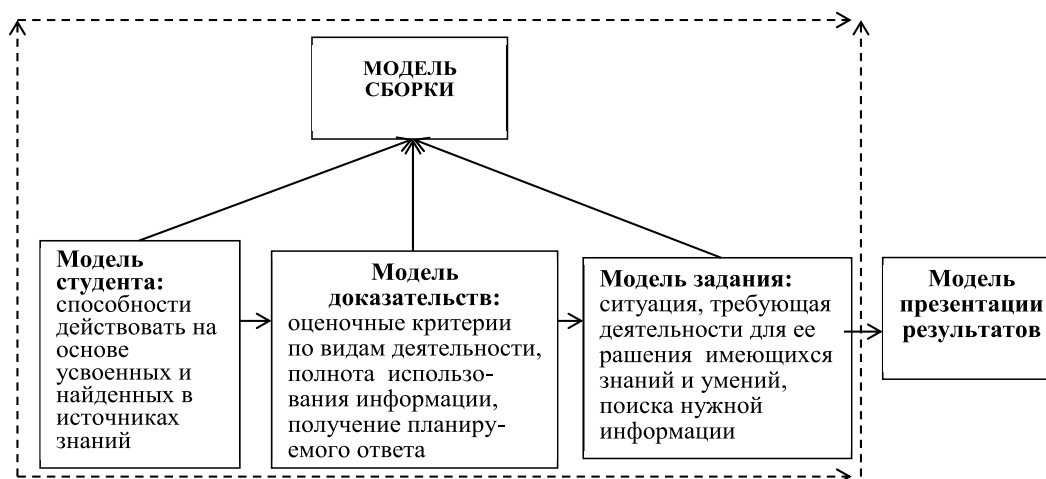 МОДЕЛЬ
СБОРКИ
Модель
студента:
способности
действовать на
основе
усвоенных и
найденных в
источниках
знаний
Модель
доказательств:
оценочные критерии
по видам деятельности,
полнота использо-
вания информации,
получение планиру-
емого ответа
Модель задания:
ситуация, требующая
деятельности для ее
рашения имеющихся
знаний и умений,
поиска нужной
информации
Модель
презентации
результатов